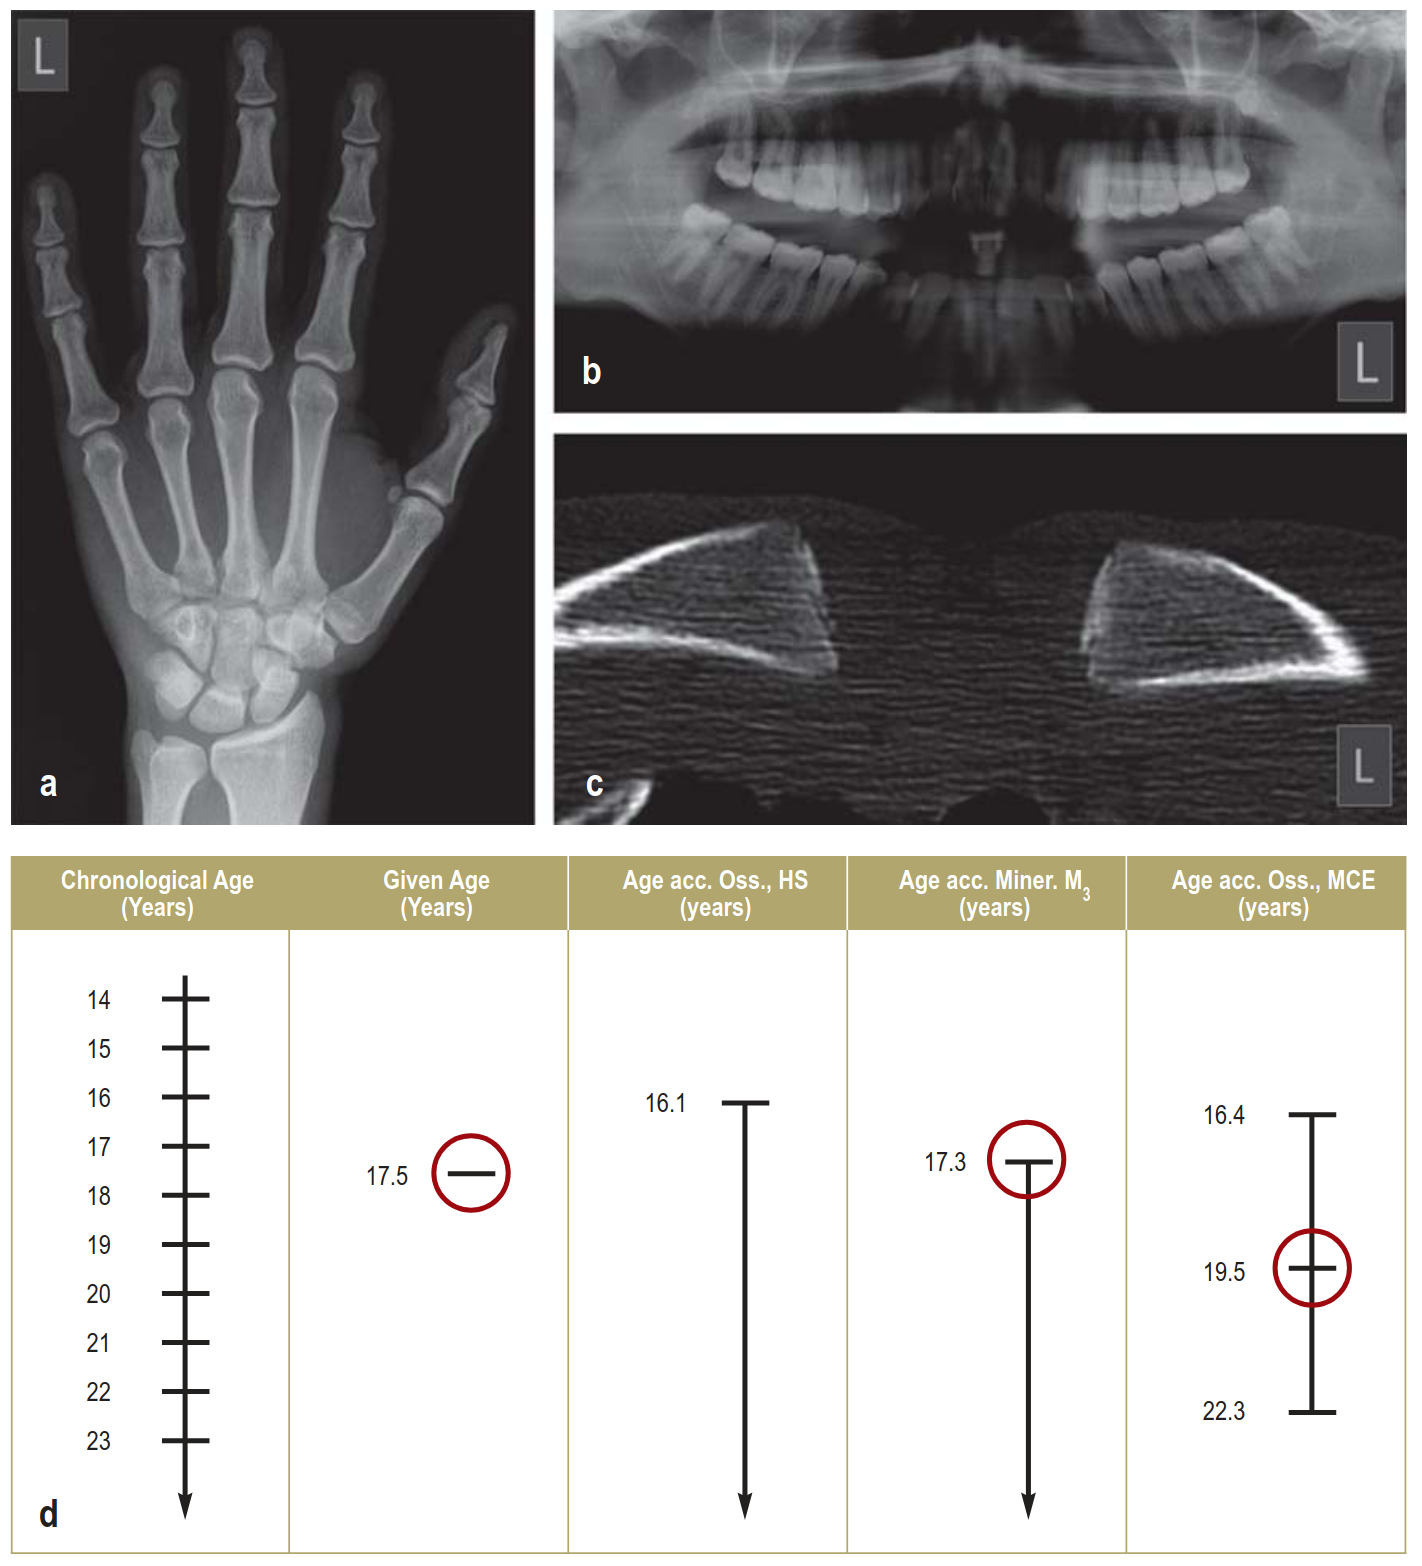 L
a
b
L
c
L
Chronological Age
(Years)
Given Age
(Years)
Age acc. Oss., HS
(years)
Age acc. Miner. M3
(years)
Age acc. Oss., MCE
(years)
14
15
16
17
18
19
20
21
22
23
17.5
16.1
17.3
16.4
19.5
22.3
d